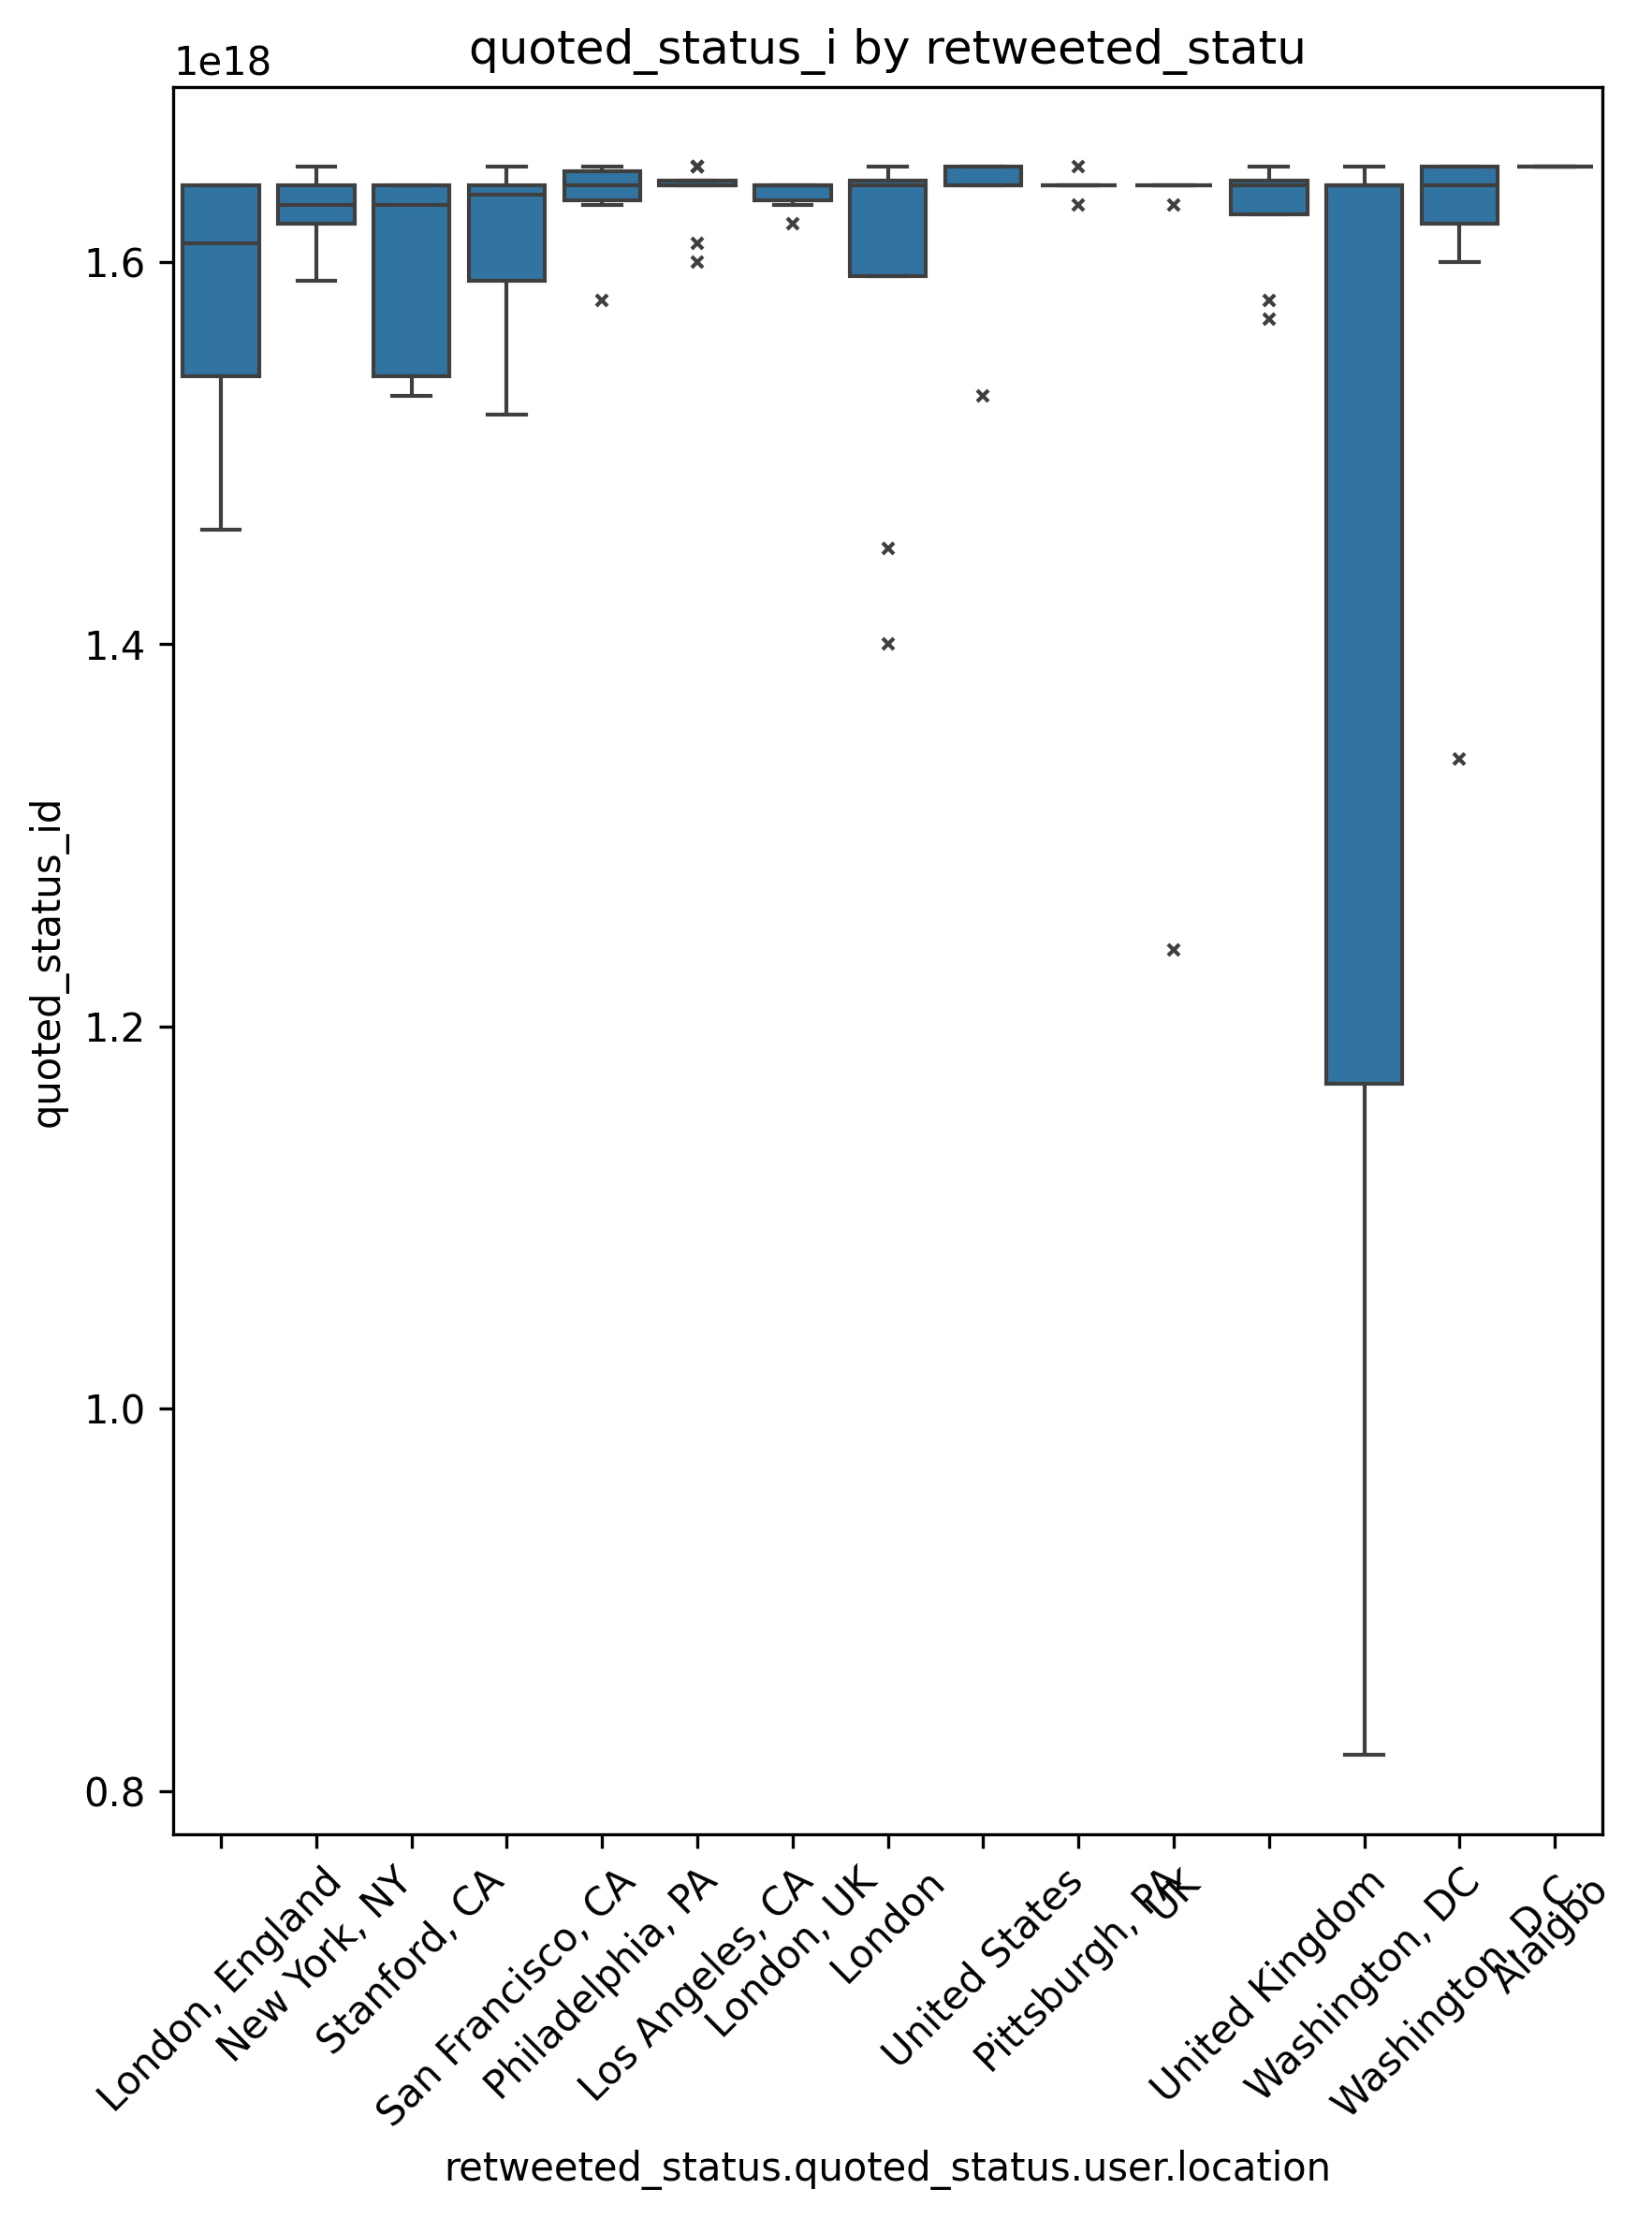 quoted_status_i by retweeted_statu
1e18
1.6
1.4
1.2
1.0
0.8
quoted_status_id
London, England
New York, NY
Stanford, CA
San Francisco, CA
Philadelphia, PA
Los Angeles, CA
London, UK
London
United States
Pittsburgh, PA
UK
United Kingdom
Washington, DC
Washington, D.C.
Alaigbo
retweeted_status.quoted_status.user.location